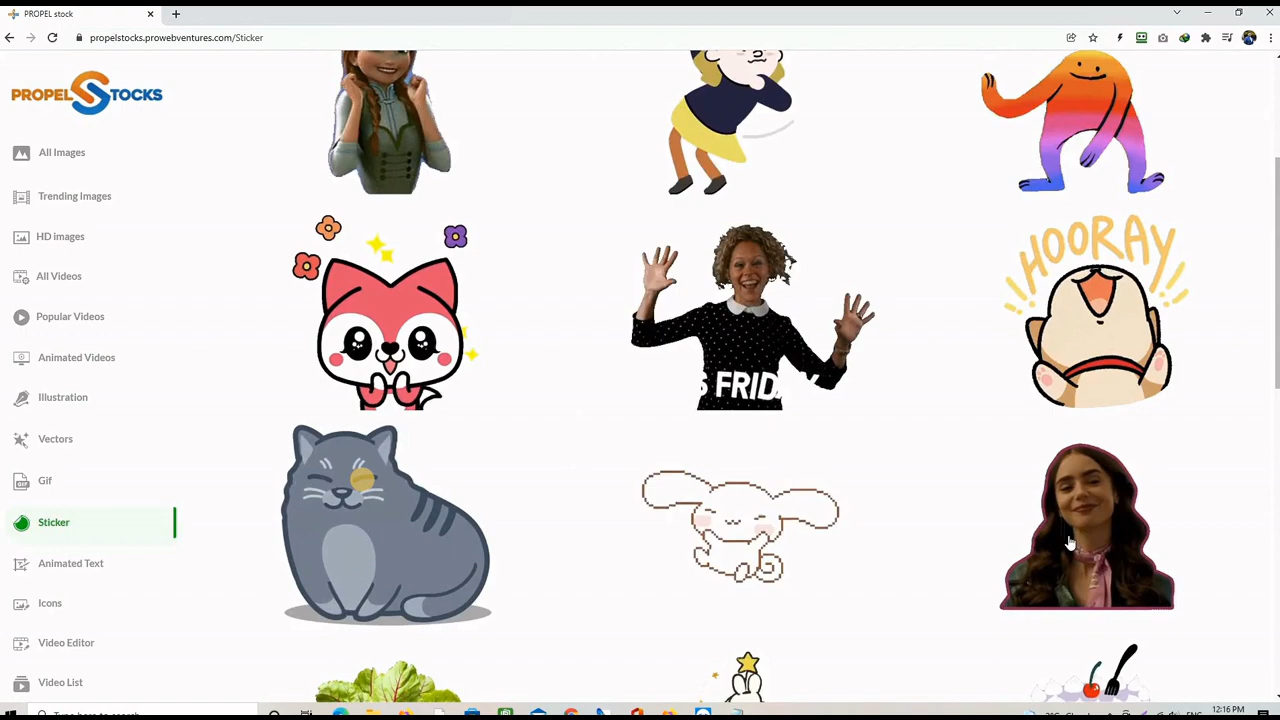 PROPEL stock
propelstocks.prowebventures.com/Sticker
PROPEL STOCKS
All Images
Trending Images
HD images
All Videos
Popular Videos
Animated Videos
Illustration
Vectors
Gif
Sticker
Animated Text
Icons
Video Editor
Video List
HOORAY
S FRIDAY
12:16 PM